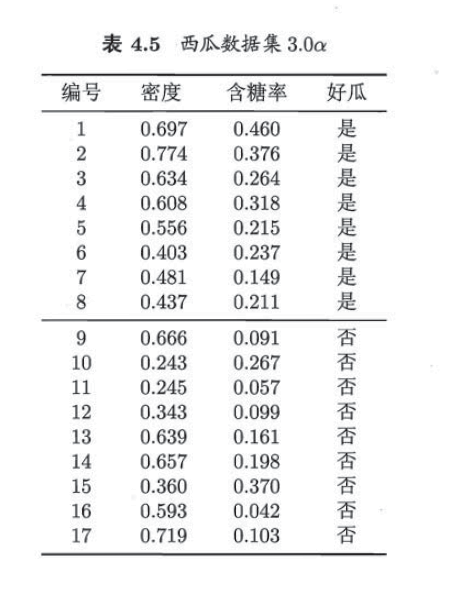 表 4.5 西瓜数据集 3.0α
编号 密度 含糖率 好瓜
1 0.697 0.460 是
2 0.774 0.376 是
3 0.634 0.264 是
4 0.608 0.318 是
5 0.556 0.215 是
6 0.403 0.237 是
7 0.481 0.149 是
8 0.437 0.211 是
9 0.666 0.091 否
10 0.243 0.267 否
11 0.245 0.057 否
12 0.343 0.099 否
13 0.639 0.161 否
14 0.657 0.198 否
15 0.360 0.370 否
16 0.593 0.042 否
17 0.719 0.103 否